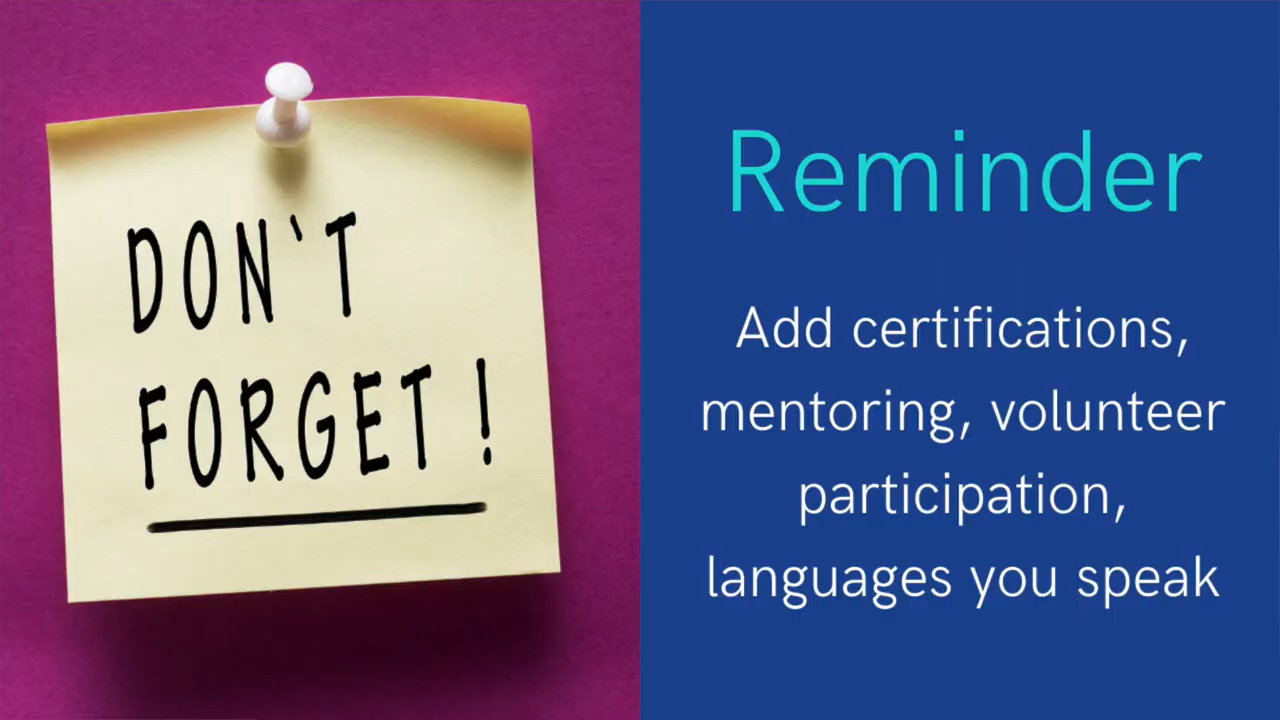 DON`T
FORGET!
Reminder
Add certifications,
mentoring, volunteer
participation,
languages you speak